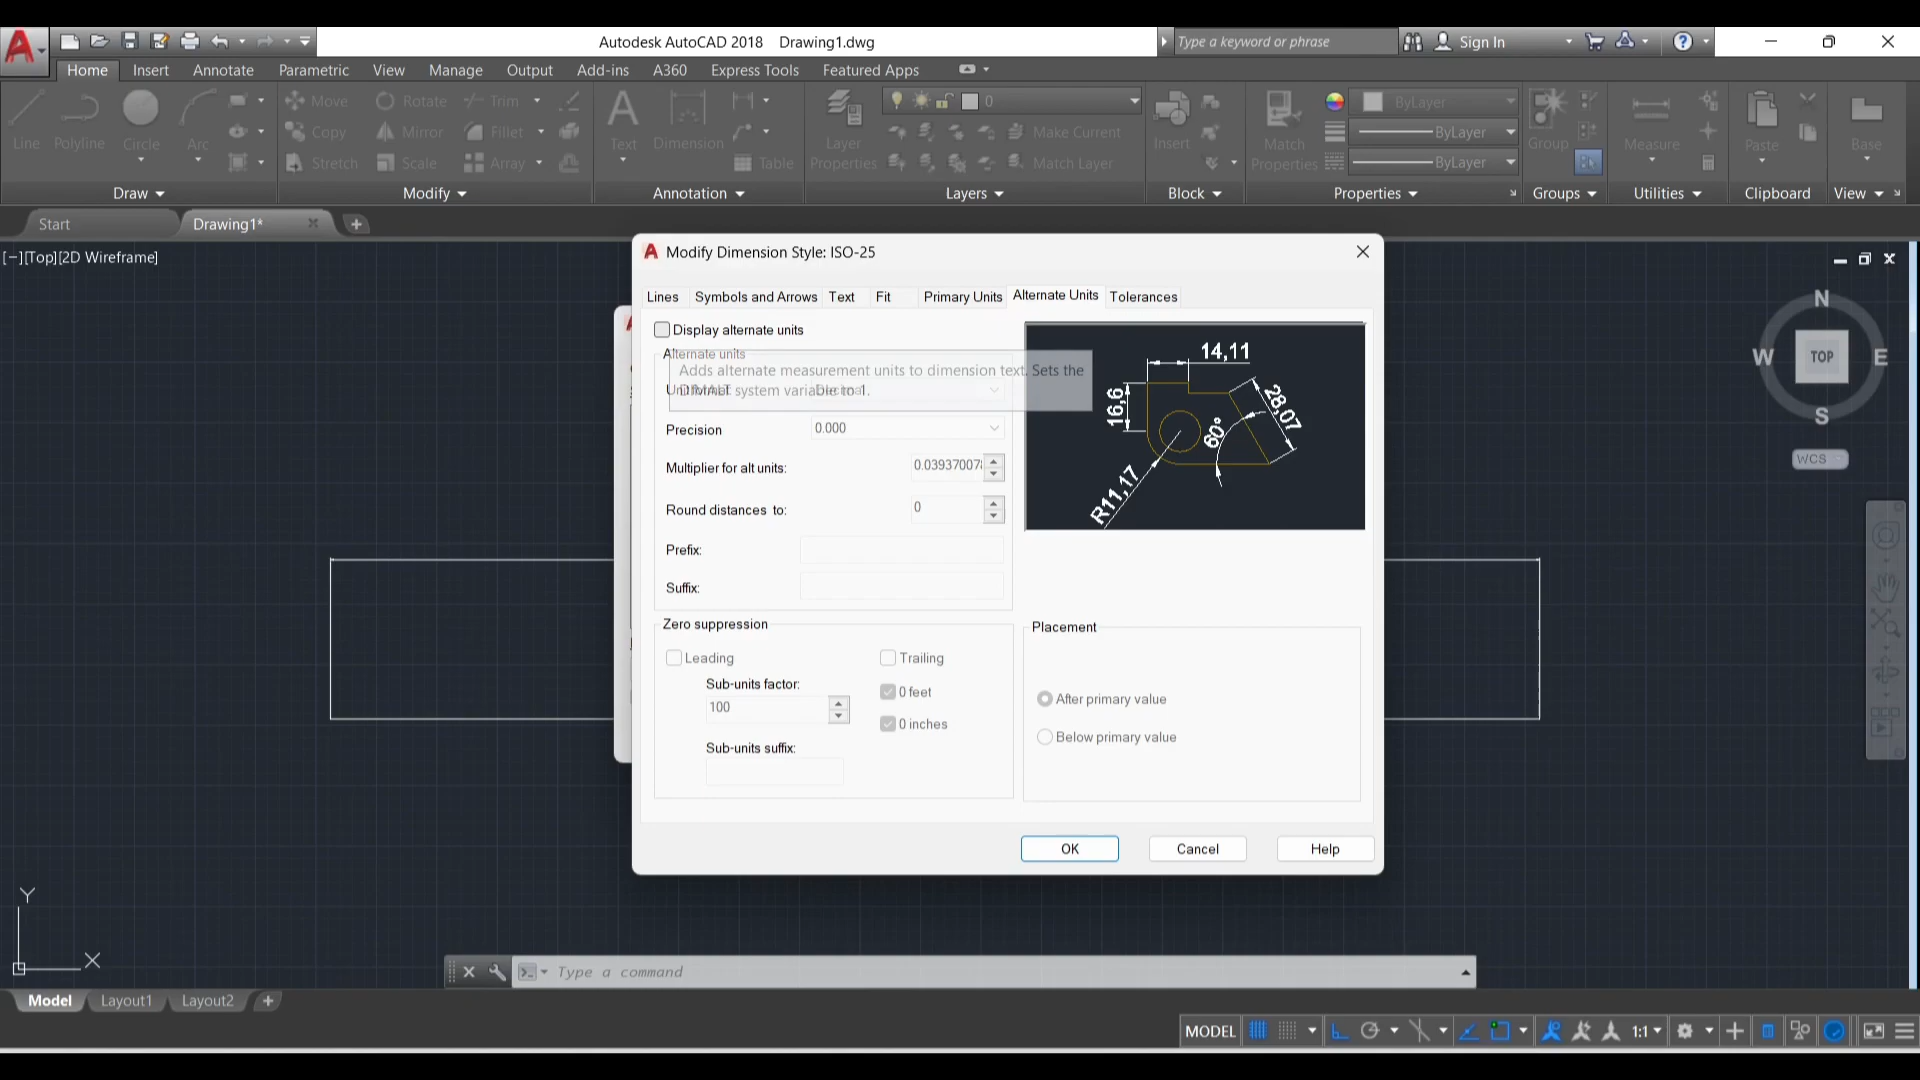 Autodesk AutoCAD 2018 Drawing1.dwg
Type a keyword or phrase
Sign In
Home Insert Annotate Parametric View Manage Output Add-ins A360 Express Tools Featured Apps
Line Polyline Circle Arc
Move Rotate Trim
Copy Mirror Fillet
Stretch Scale Array
Text Dimension Table
Layer Properties
0
Make Current
Match Layer
Insert
Match Properties
ByLayer
ByLayer
ByLayer
Group
Measure
Paste
Base
Draw Modify Annotation Layers Block Properties Groups Utilities Clipboard View
Start Drawing1*
[−][Top][2D Wireframe]
Modify Dimension Style: ISO-25
Lines Symbols and Arrows Text Fit Primary Units Alternate Units Tolerances
Display alternate units
Alternate units
Adds alternate measurement units to dimension text. Sets the
DIMALT system variable to 1.
Unit format: Decimal
Precision 0.000
Multiplier for alt units: 0.03937007
Round distances to: 0
Prefix:
Suffix:
Zero suppression
Leading Trailing
Sub-units factor: 0 feet
100
0 inches
Sub-units suffix:
14,11
16,6
28,07
60°
R11,17
Placement
After primary value
Below primary value
OK Cancel Help
N
W TOP E
S
WCS
Y
X
Type a command
Model Layout1 Layout2
MODEL 1:1